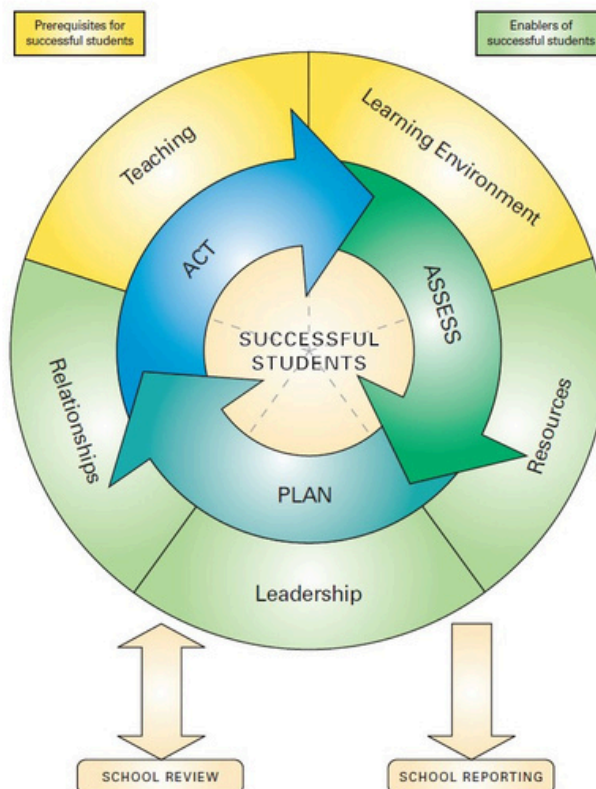 Prerequisites for
successful students
Enablers of
successful students
Teaching
Learning Environment
ACT
ASSESS
SUCCESSFUL
STUDENTS
Relationships
Resources
PLAN
Leadership
SCHOOL REVIEW
SCHOOL REPORTING